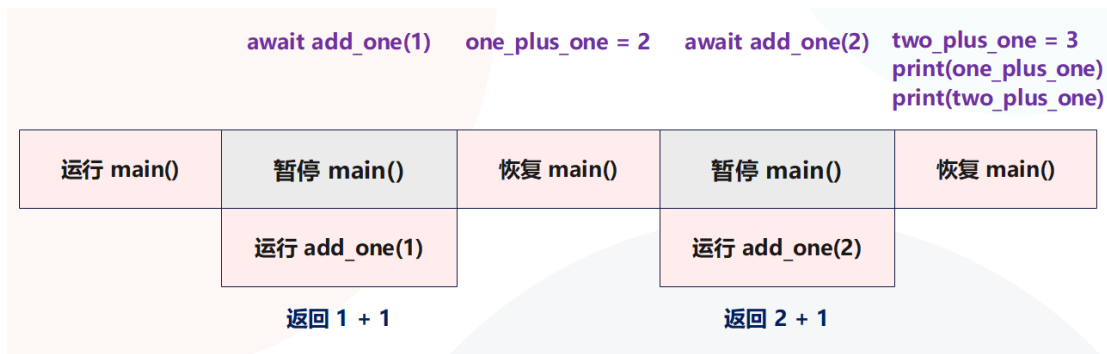 await add_one(1)
one_plus_one = 2
await add_one(2)
two_plus_one = 3
print(one_plus_one)
print(two_plus_one)
运行 main()
暂停 main()
恢复 main()
暂停 main()
恢复 main()
运行 add_one(1)
运行 add_one(2)
返回 1 + 1
返回 2 + 1